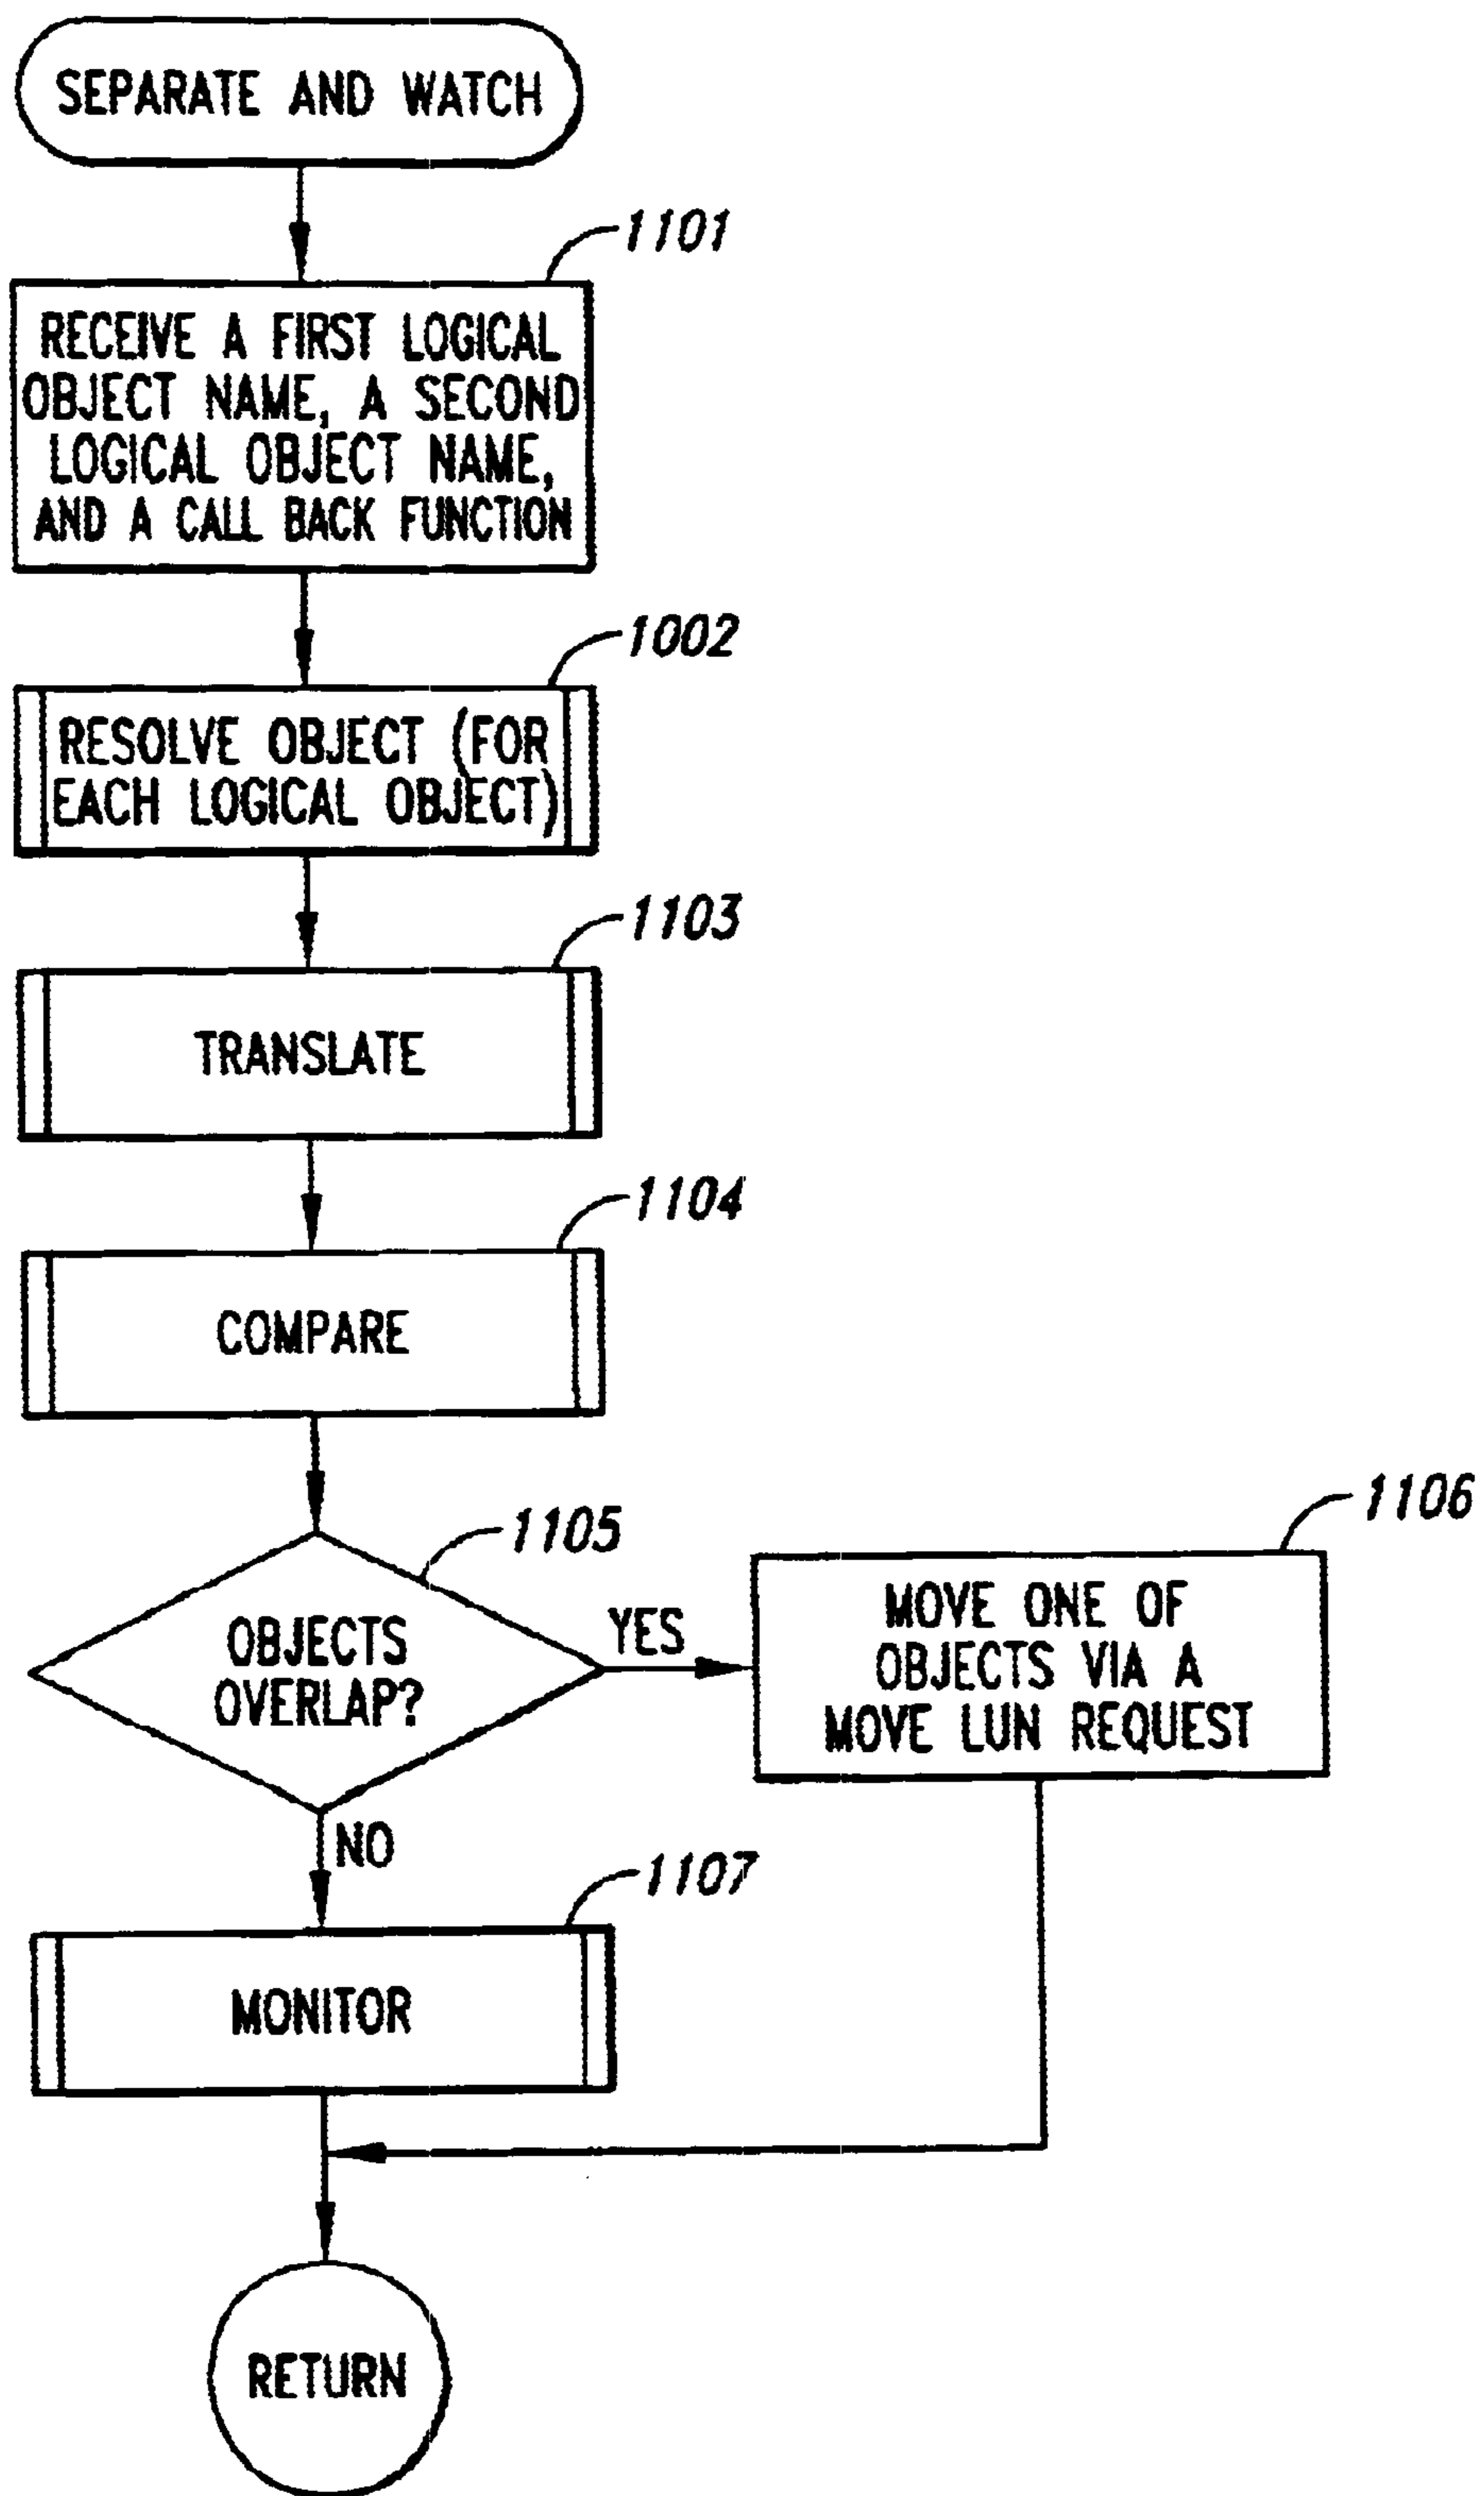 SEPARATE AND WATCH
1101
RECEIVE A FIRST LOGICAL
OBJECT NAME, A SECOND
LOGICAL OBJECT NAME,
AND A CALL BACK FUNCTION
1002
RESOLVE OBJECT (FOR
EACH LOGICAL OBJECT)
1103
TRANSLATE
1104
COMPARE
1105
OBJECTS
OVERLAP?
YES
1106
MOVE ONE OF
OBJECTS VIA A
MOVE LUN REQUEST
NO
1107
MONITOR
RETURN